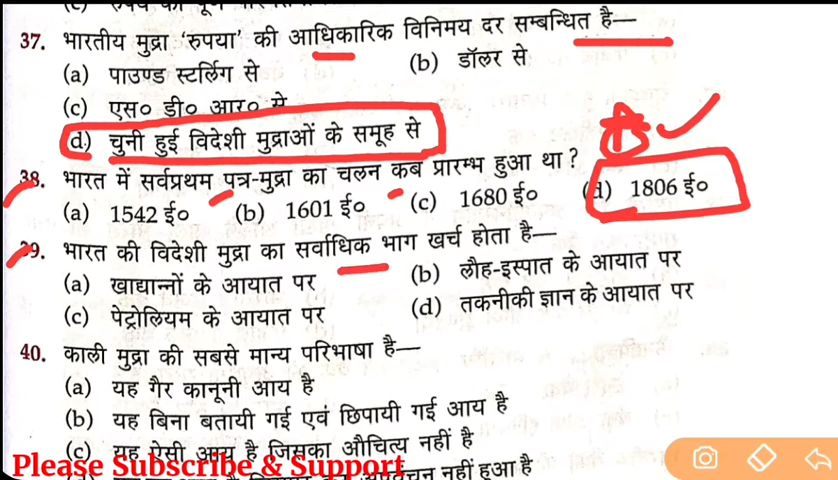 37. भारतीय मुद्रा 'रुपया' की आधिकारिक विनिमय दर सम्बन्धित है—
(a) पाउण्ड स्टर्लिंग से (b) डॉलर से
(c) एस० डी० आर० से
(d) चुनी हुई विदेशी मुद्राओं के समूह से
38. भारत में सर्वप्रथम पत्र-मुद्रा का चलन कब प्रारम्भ हुआ था?
(a) 1542 ई० (b) 1601 ई० (c) 1680 ई० (d) 1806 ई०
39. भारत की विदेशी मुद्रा का सर्वाधिक भाग खर्च होता है—
(a) खाद्यान्नों के आयात पर (b) लौह-इस्पात के आयात पर
(c) पेट्रोलियम के आयात पर (d) तकनीकी ज्ञान के आयात पर
40. काली मुद्रा की सबसे मान्य परिभाषा है—
(a) यह गैर कानूनी आय है
(b) यह बिना बतायी गई एवं छिपायी गई आय है
(c) यह ऐसी आय है जिसका औचित्य नहीं है
Please Subscribe & Support
नहीं हुआ है